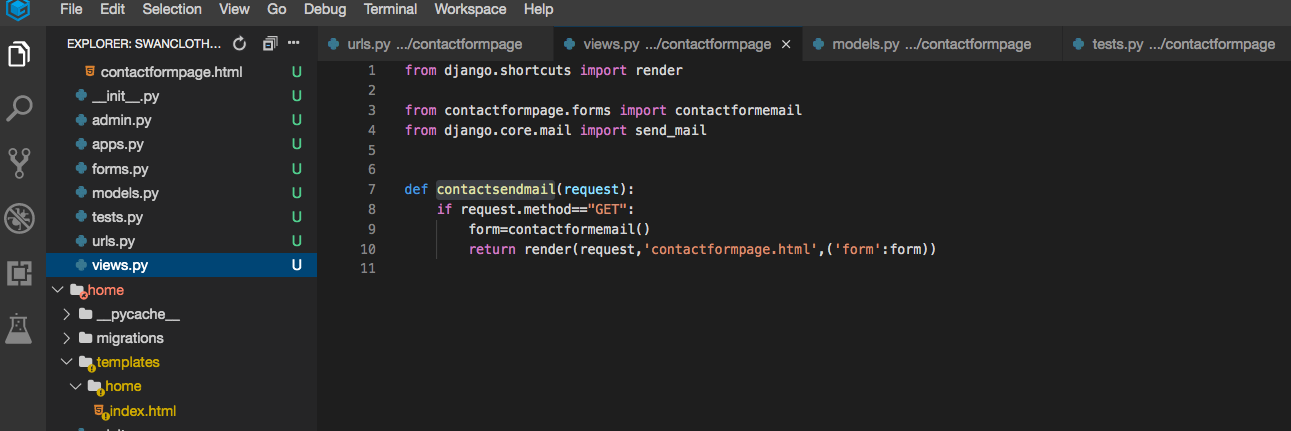 File Edit Selection View Go Debug Terminal Workspace Help
EXPLORER: SWANCLOTH...
urls.py .../contactformpage views.py .../contactformpage × models.py .../contactformpage tests.py .../contactformpage
contactformpage.html U
__init__.py U
admin.py U
apps.py U
forms.py U
models.py U
tests.py U
urls.py U
views.py U
home
__pycache__
migrations
templates
home
index.html
1 from django.shortcuts import render
2
3 from contactformpage.forms import contactformemail
4 from django.core.mail import send_mail
5
6
7 def contactsendmail(request):
8 if request.method=="GET":
9 form=contactformemail()
10 return render(request,'contactformpage.html',('form':form))
11